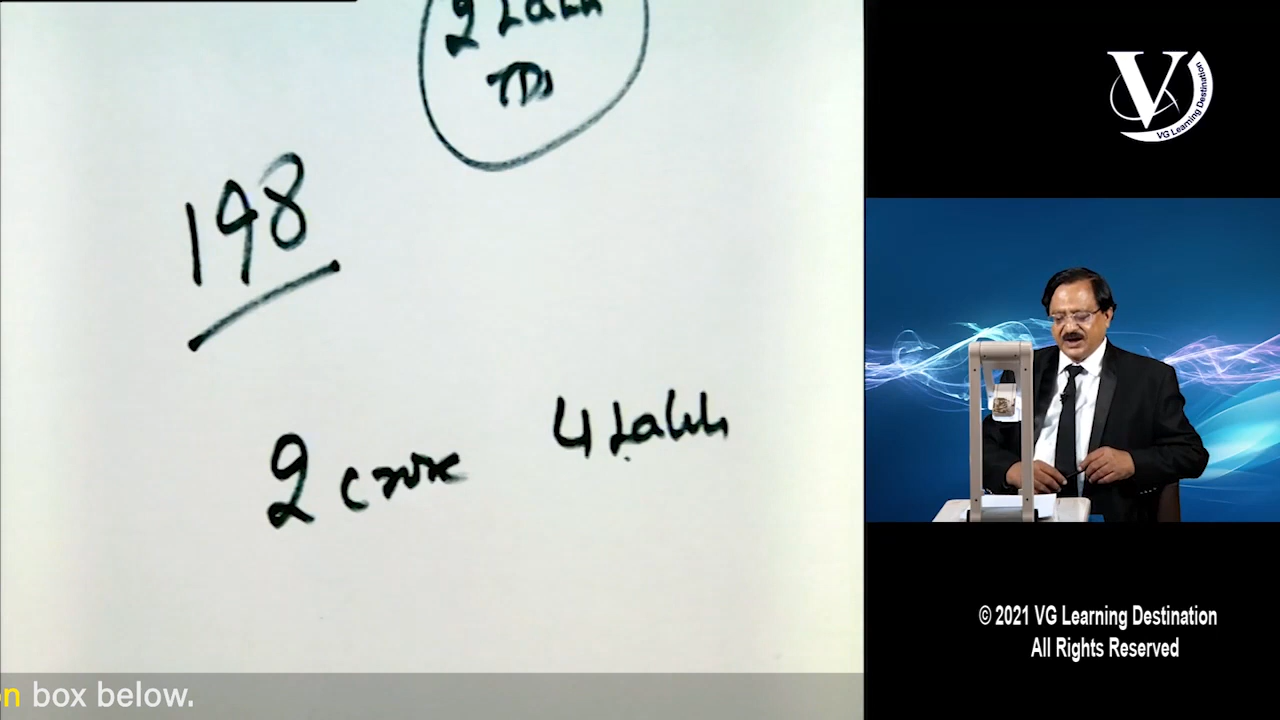 2 Lakh
TDS
198
2 crore 4 Lakh
V
VG Learning Destination
© 2021 VG Learning Destination
All Rights Reserved
on box below.